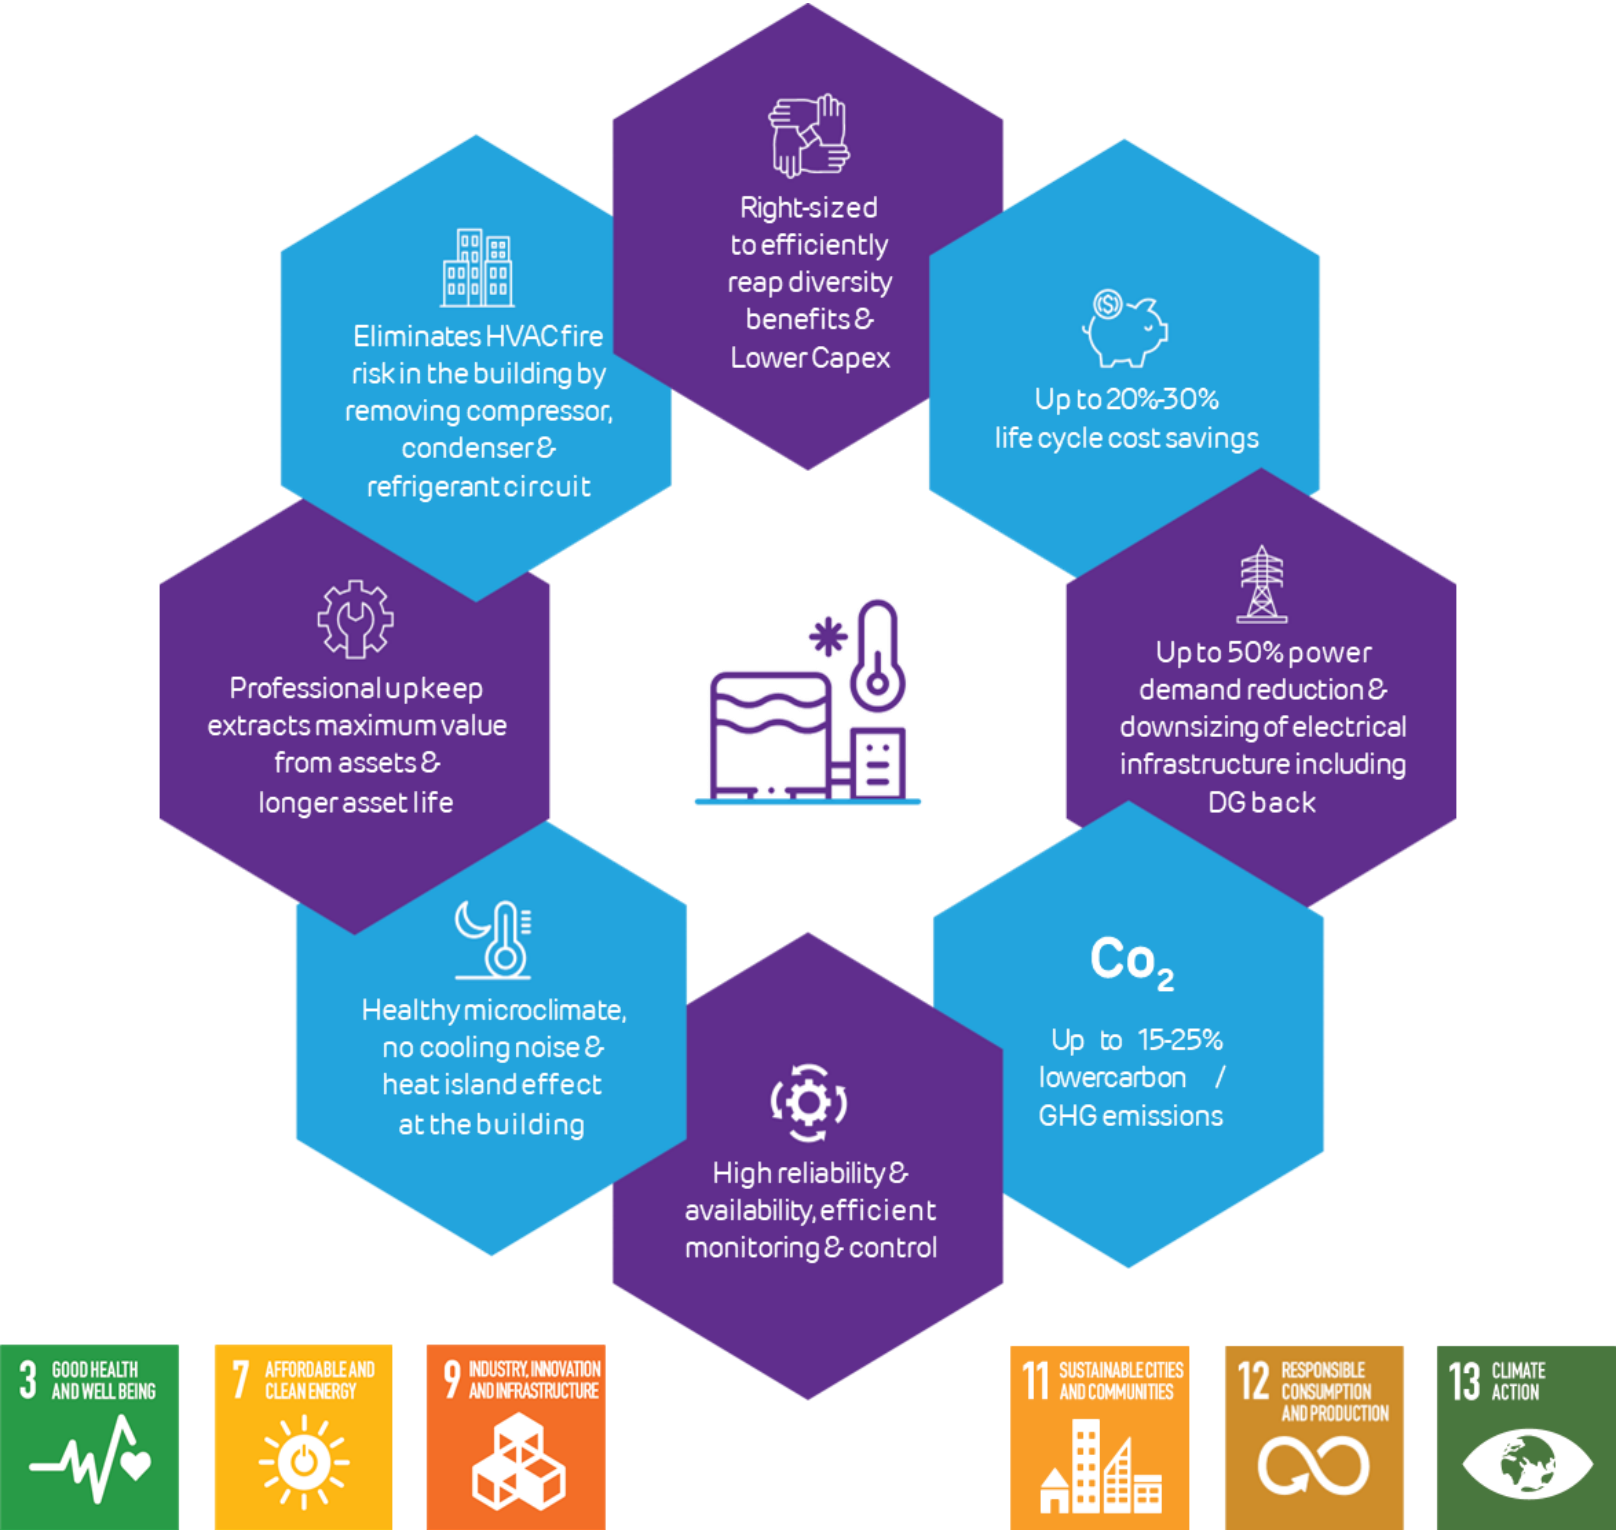 Right-sized
to efficiently
reap diversity
benefits &
Lower Capex
Up to 20%-30%
life cycle cost savings
Up to 50% power
demand reduction &
downsizing of electrical
infrastructure including
DG back
Co2
Up to 15-25%
lowercarbon /
GHG emissions
High reliability &
availability, efficient
monitoring & control
Healthy microclimate,
no cooling noise &
heat island effect
at the building
Professional upkeep
extracts maximum value
from assets &
longer asset life
Eliminates HVAC fire
risk in the building by
removing compressor,
condenser &
refrigerant circuit
3 GOOD HEALTH
AND WELL BEING
7 AFFORDABLE AND
CLEAN ENERGY
9 INDUSTRY, INNOVATION
AND INFRASTRUCTURE
11 SUSTAINABLE CITIES
AND COMMUNITIES
12 RESPONSIBLE
CONSUMPTION
AND PRODUCTION
13 CLIMATE
ACTION